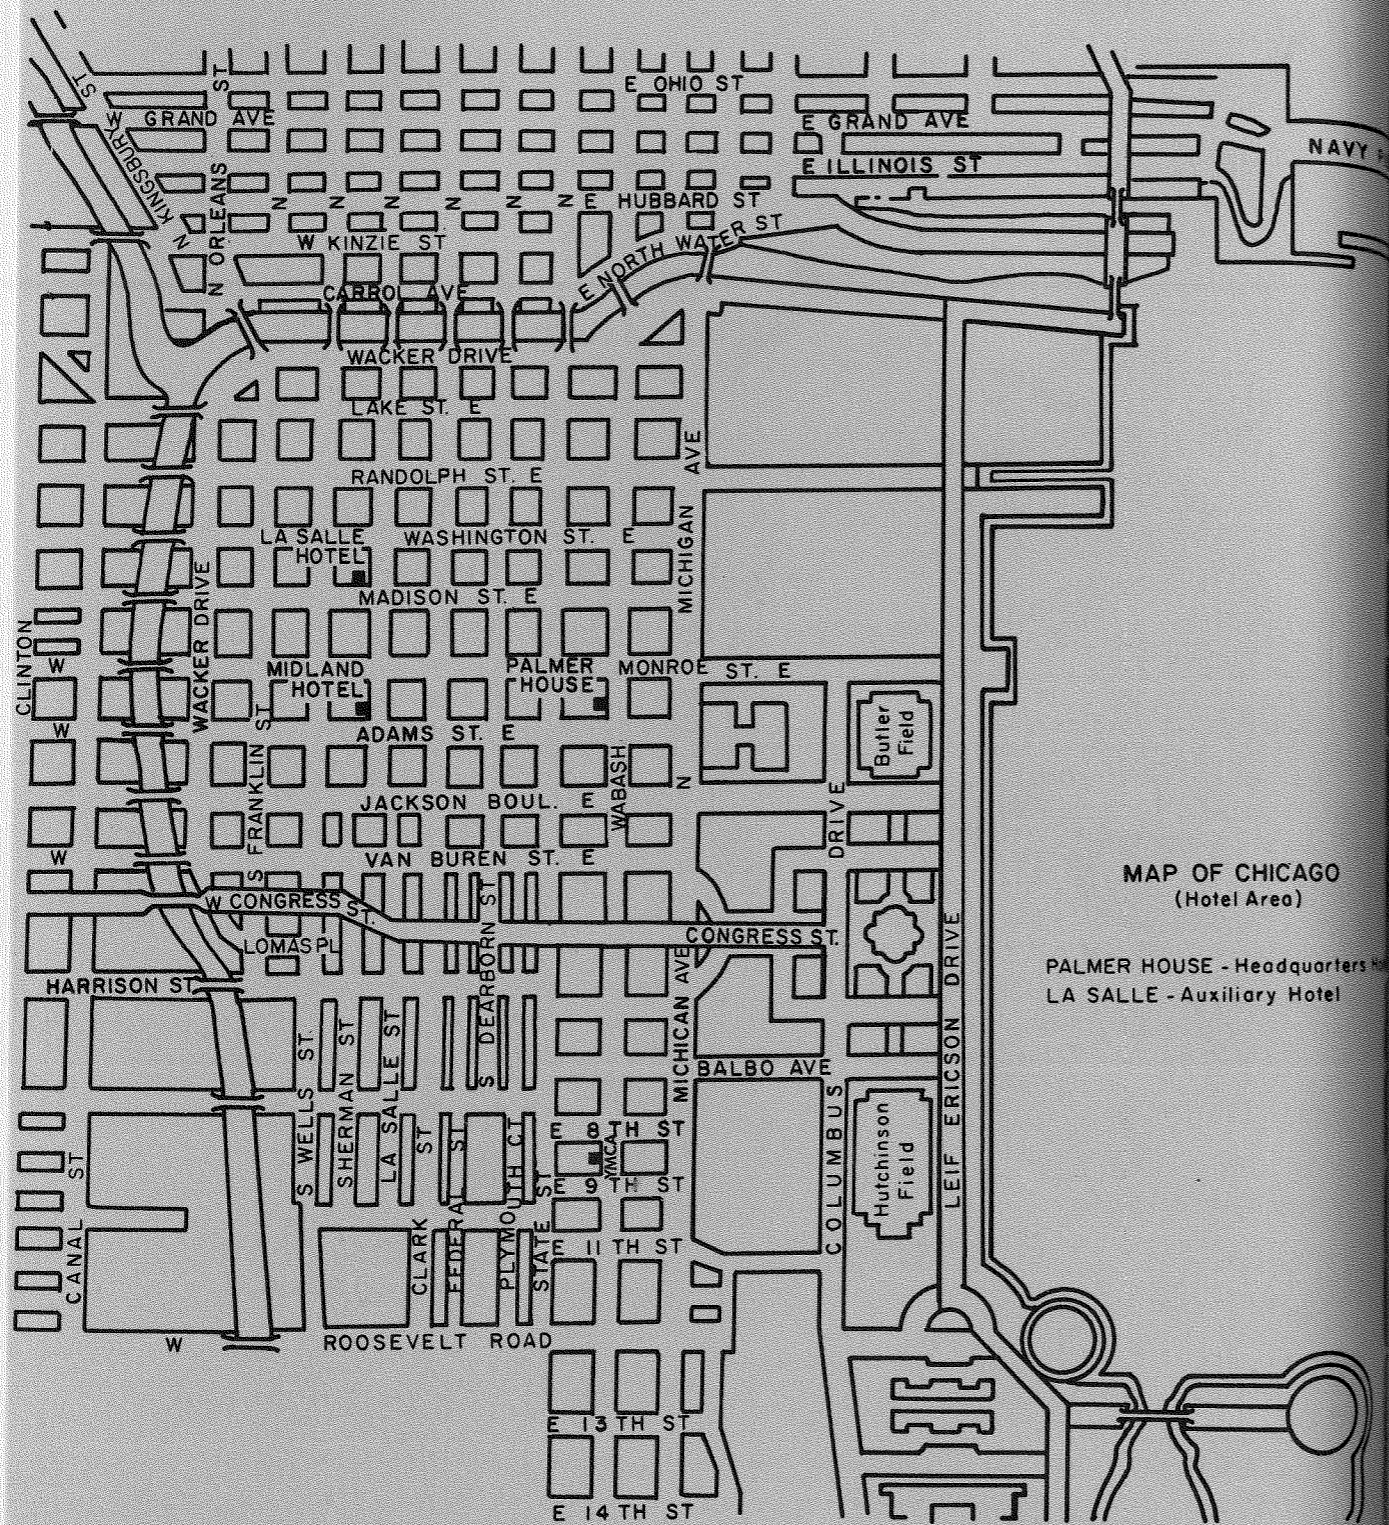 E OHIO ST
ST
ST
W GRAND AVE
E GRAND AVE
KINGSBURY
N
E ILLINOIS ST
NAVY
N ORLEANS
N
N
N
N
N
N
E HUBBARD ST
W KINZIE ST
E NORTH WATER ST
CARROL AVE
WACKER DRIVE
LAKE ST. E
RANDOLPH ST. E
MICHIGAN AVE
LA SALLE
HOTEL
WASHINGTON ST. E
MADISON ST. E
WACKER DRIVE
CLINTON
W
MIDLAND
HOTEL
PALMER
HOUSE
MONROE ST. E
W
ADAMS ST. E
Butler
Field
S FRANKLIN ST
WABASH
N
JACKSON BOUL. E
DRIVE
W
VAN BUREN ST. E
MAP OF CHICAGO
(Hotel Area)
W CONGRESS ST.
CONGRESS ST.
LOMAS PL
PALMER HOUSE - Headquarters
LA SALLE - Auxiliary Hotel
HARRISON ST.
S DEARBORN ST
MICHICAN AVE
LEIF ERICSON DRIVE
BALBO AVE
S WELLS ST.
SHERMAN ST
LA SALLE ST
COLUMBUS
Hutchinson
Field
E 8TH ST
YMCA
E 9TH ST
CANAL ST
CLARK ST
FEDERAL ST
PLYMOUTH CT
STATE ST
E 11TH ST
W
ROOSEVELT ROAD
E 13TH ST
E 14TH ST